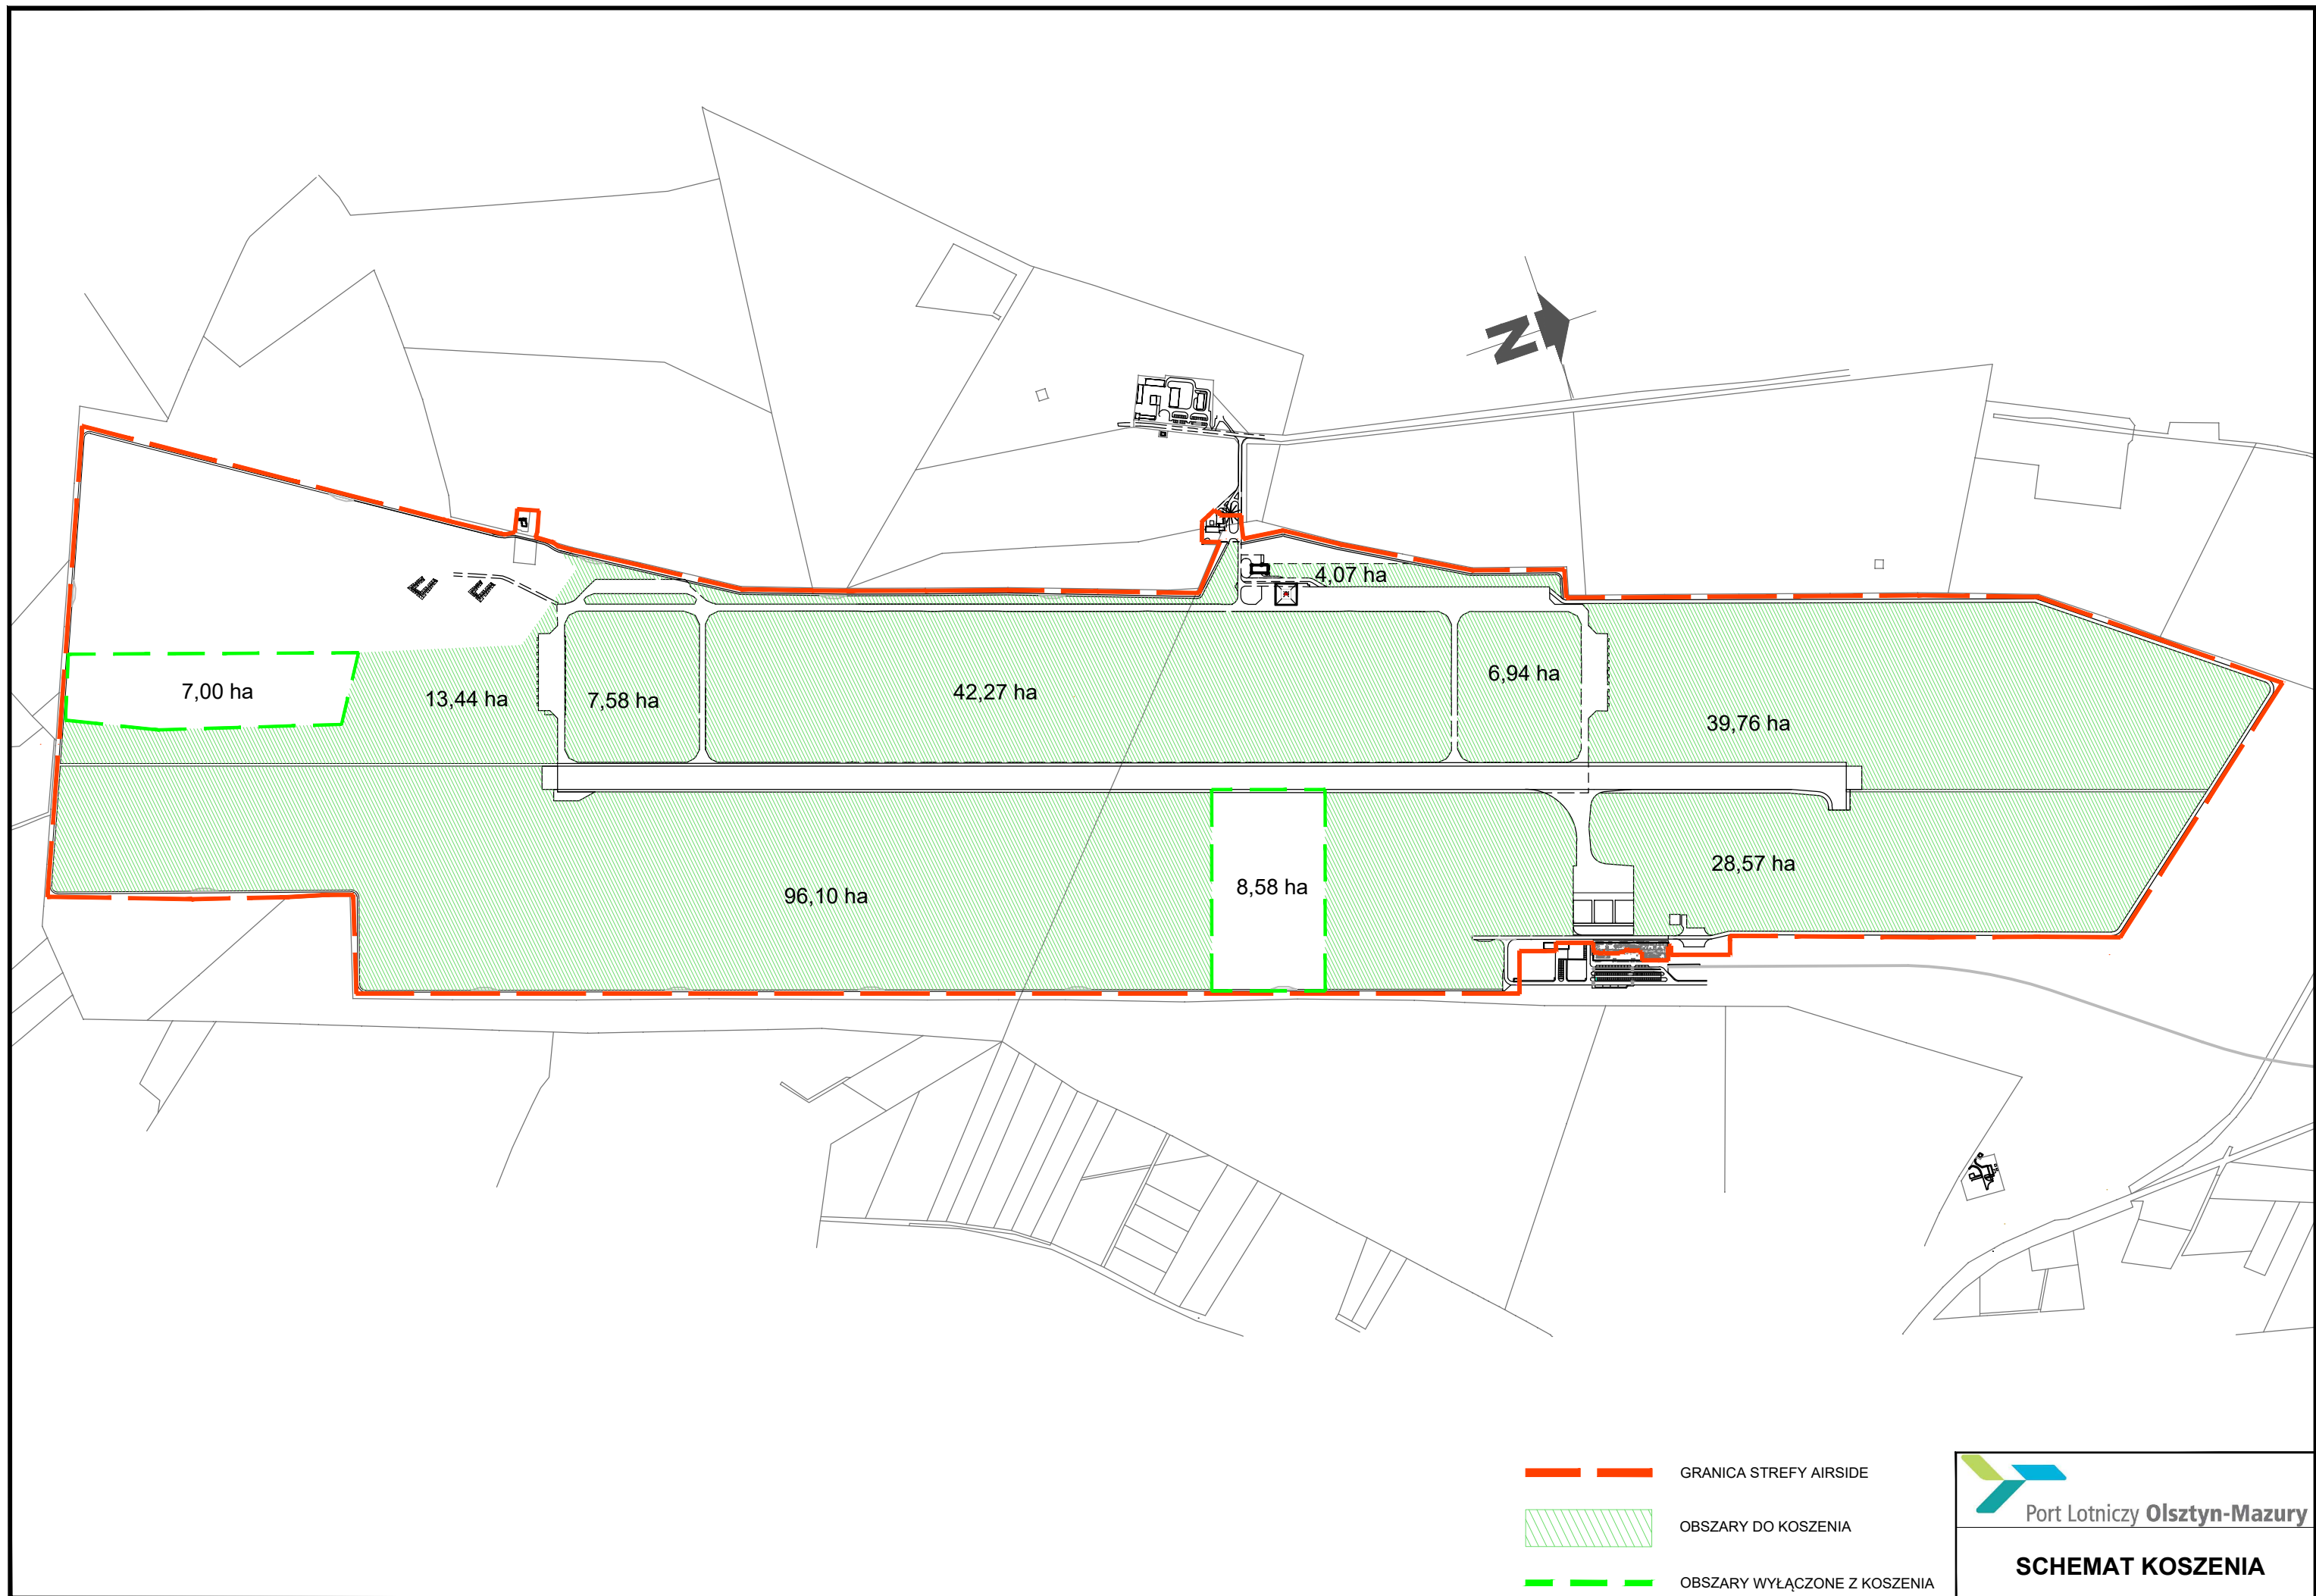 N
4,07 ha
7,00 ha
13,44 ha
7,58 ha
42,27 ha
6,94 ha
39,76 ha
96,10 ha
8,58 ha
28,57 ha
GRANICA STREFY AIRSIDE
OBSZARY DO KOSZENIA
OBSZARY WYŁĄCZONE Z KOSZENIA
Port Lotniczy Olsztyn-Mazury
SCHEMAT KOSZENIA